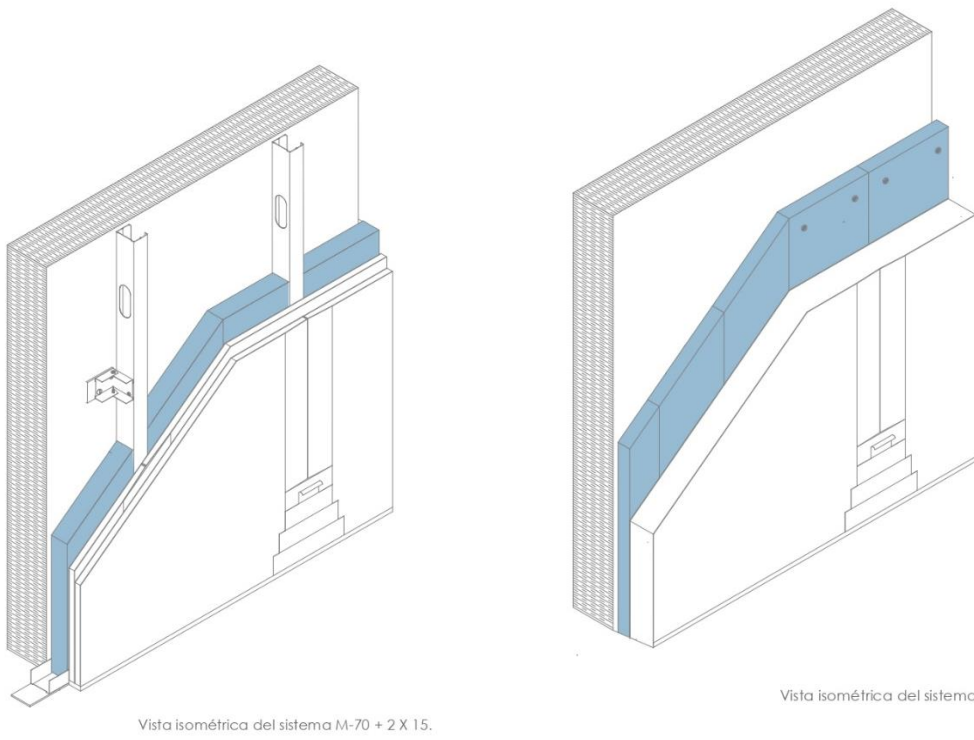 Vista isométrica del sistema M-70 + 2 X 15.
Vista isométrica del sistema